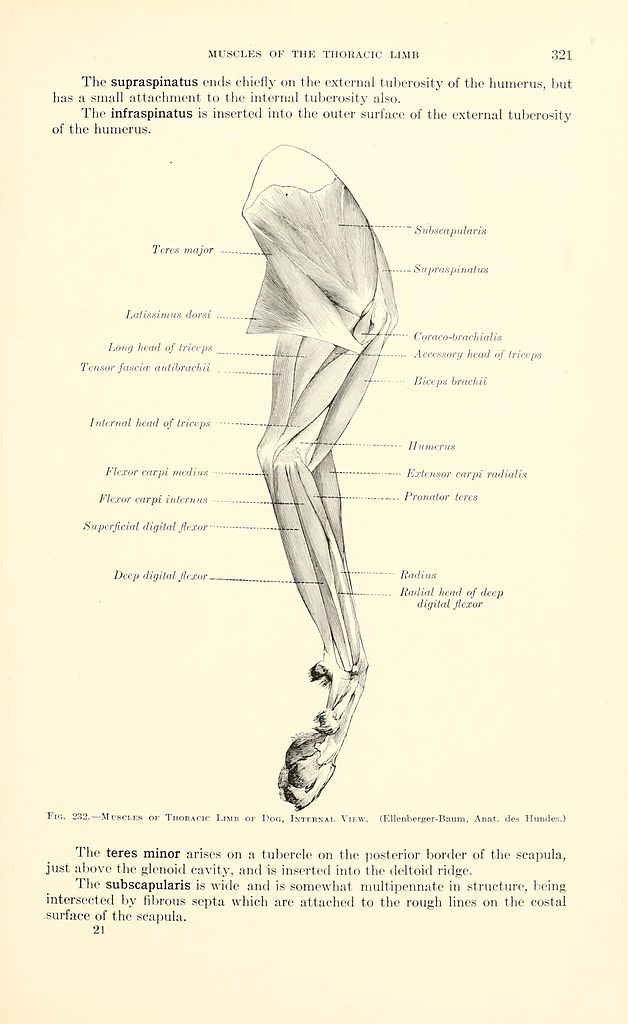 MUSCLES OF THE THORACIC LIMB 321
The supraspinatus ends chiefly on the external tuberosity of the humerus, but
has a small attachment to the internal tuberosity also.
The infraspinatus is inserted into the outer surface of the external tuberosity
of the humerus.
Subscapularis
Teres major
Supraspinatus
Latissimus dorsi
Coraco-brachialis
Long head of triceps
Accessory head of triceps
Tensor fasciæ antibrachii
Biceps brachii
Internal head of triceps
Humerus
Flexor carpi medius
Extensor carpi radialis
Flexor carpi internus
Pronator teres
Superficial digital flexor
Deep digital flexor
Radius
Radial head of deep
digital flexor
FIG. 232.—MUSCLES OF THORACIC LIMB OF DOG, INTERNAL VIEW. (Ellenberger-Baum, Anat. des Hundes.)
The teres minor arises on a tubercle on the posterior border of the scapula,
just above the glenoid cavity, and is inserted into the deltoid ridge.
The subscapularis is wide and is somewhat multipennate in structure, being
intersected by fibrous septa which are attached to the rough lines on the costal
surface of the scapula.
21